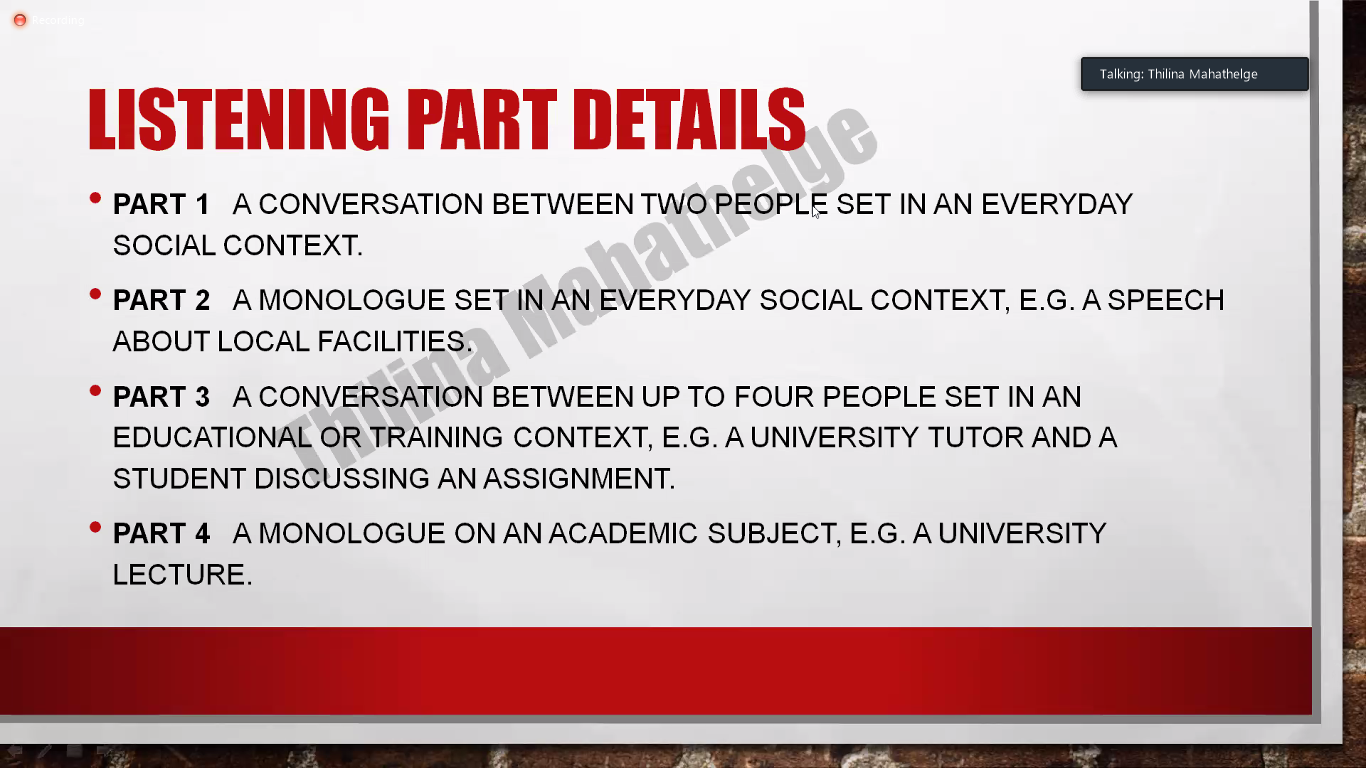 Recording
Talking: Thilina Mahathelge
LISTENING PART DETAILS
• PART 1 A CONVERSATION BETWEEN TWO PEOPLE SET IN AN EVERYDAY
SOCIAL CONTEXT.
• PART 2 A MONOLOGUE SET IN AN EVERYDAY SOCIAL CONTEXT, E.G. A SPEECH
ABOUT LOCAL FACILITIES.
• PART 3 A CONVERSATION BETWEEN UP TO FOUR PEOPLE SET IN AN
EDUCATIONAL OR TRAINING CONTEXT, E.G. A UNIVERSITY TUTOR AND A
STUDENT DISCUSSING AN ASSIGNMENT.
• PART 4 A MONOLOGUE ON AN ACADEMIC SUBJECT, E.G. A UNIVERSITY
LECTURE.
Thilina Mahathelge